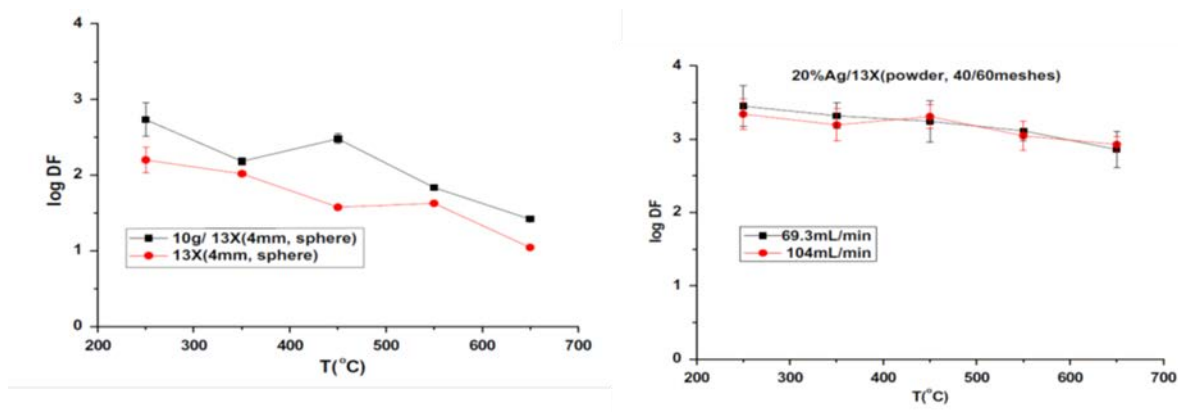 4
3
2
1
0
log DF
10g/ 13X(4mm, sphere)
13X(4mm, sphere)
200 300 400 500 600 700
T(°C)
4
3
2
1
0
log DF
20%Ag/13X(powder, 40/60meshes)
69.3mL/min
104mL/min
200 300 400 500 600 700
T(°C)